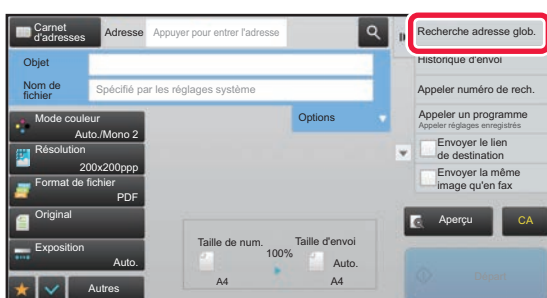 Carnet
d'adresses
Adresse
Appuyer pour entrer l'adresse
Objet
Nom de
fichier
Spécifié par les réglages système
Mode couleur
Auto./Mono 2
Résolution
200x200ppp
Format de fichier
PDF
Original
Exposition
Auto.
Autres
Options
Taille de num.
100%
Taille d'envoi
Auto.
A4
A4
Recherche adresse glob.
Historique d'envoi
Appeler numéro de rech.
Appeler un programme
Appeler réglages enregistrés
Envoyer le lien
de destination
Envoyer la même
image qu'en fax
Aperçu
CA
Départ